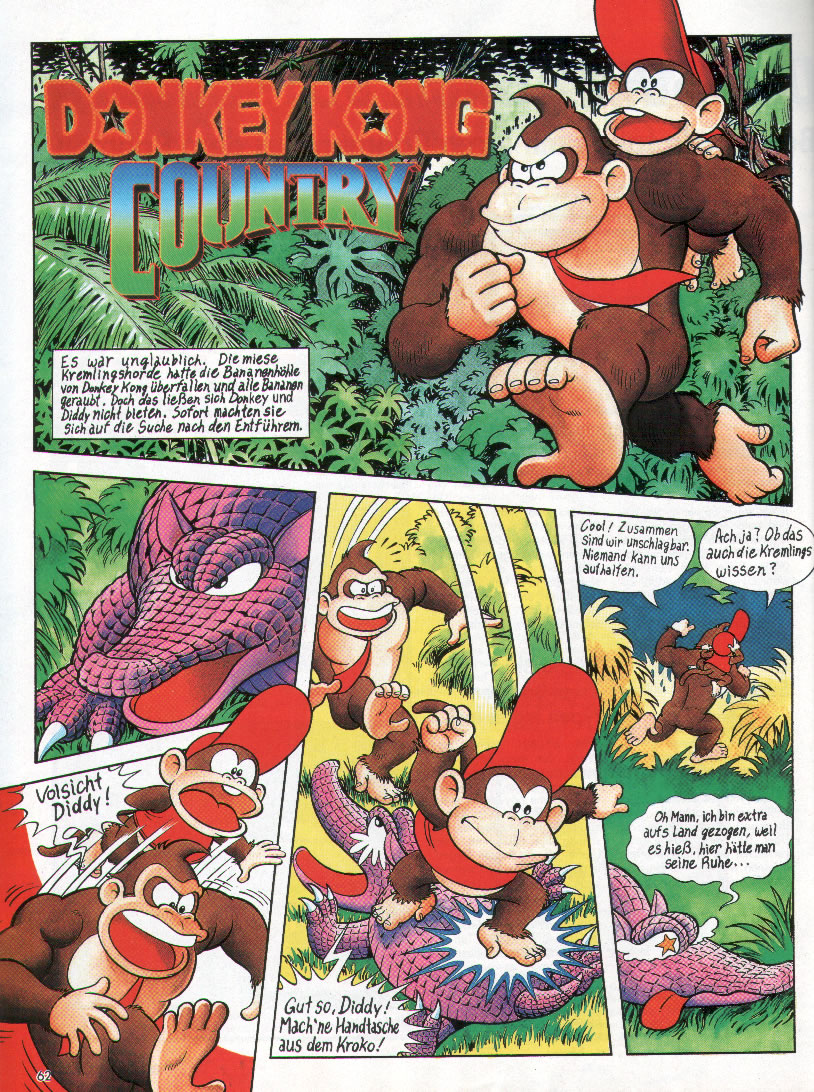 DONKEY KONG
COUNTRY
Es war unglaublich. Die miese
Kremlingshorde hatte die Bananenhölle
von Donkey Kong überfallen und alle Bananen
geraubt. Doch das ließen sich Donkey und
Diddy nicht bieten. Sofort machten sie
sich auf die Suche nach den Entführern.
Volsicht
Diddy!
Gut so, Diddy!
Mach'ne Handtasche
aus dem Kroko!
Cool! Zusammen
sind wir unschlagbar.
Niemand kann uns
aufhalten.
Ach ja? Ob das
auch die Kremlings
wissen?
Oh Mann, ich bin extra
aufs Land gezogen, weil
es hieß, hier hätte man
seine Ruhe...
62